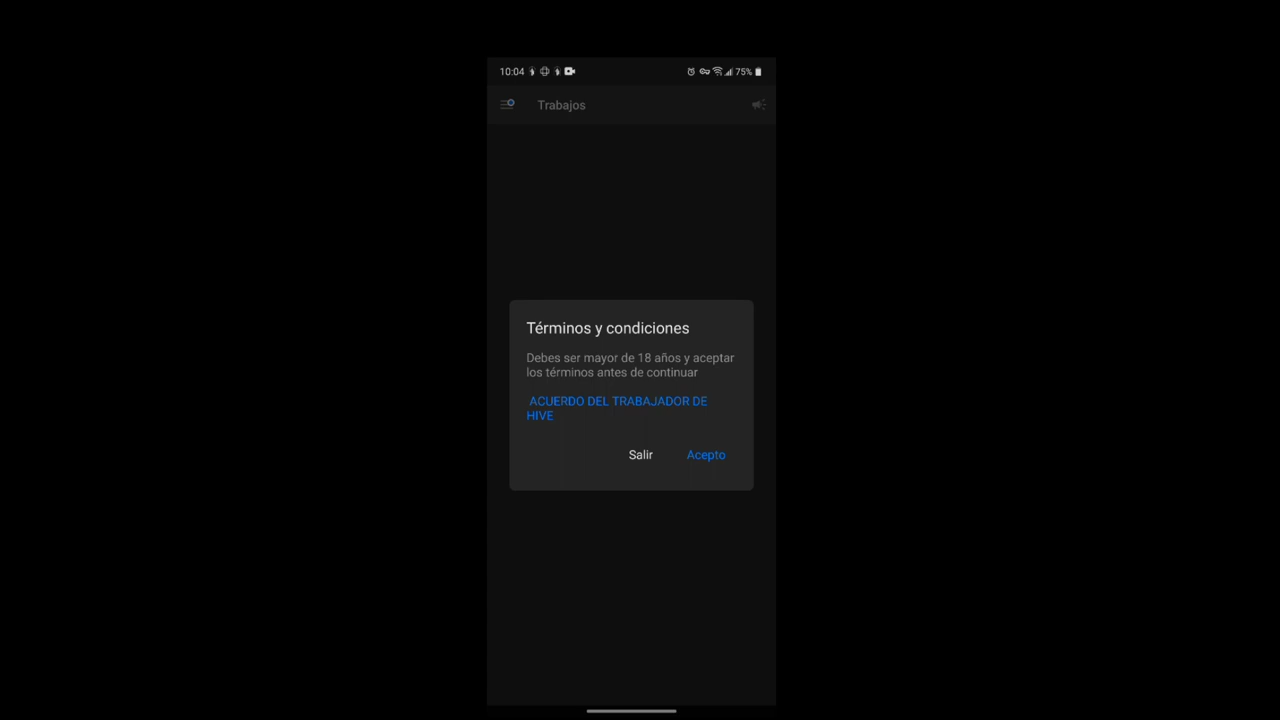 10:04 75%
Trabajos
Términos y condiciones
Debes ser mayor de 18 años y aceptar
los términos antes de continuar
ACUERDO DEL TRABAJADOR DE
HIVE
Salir Acepto